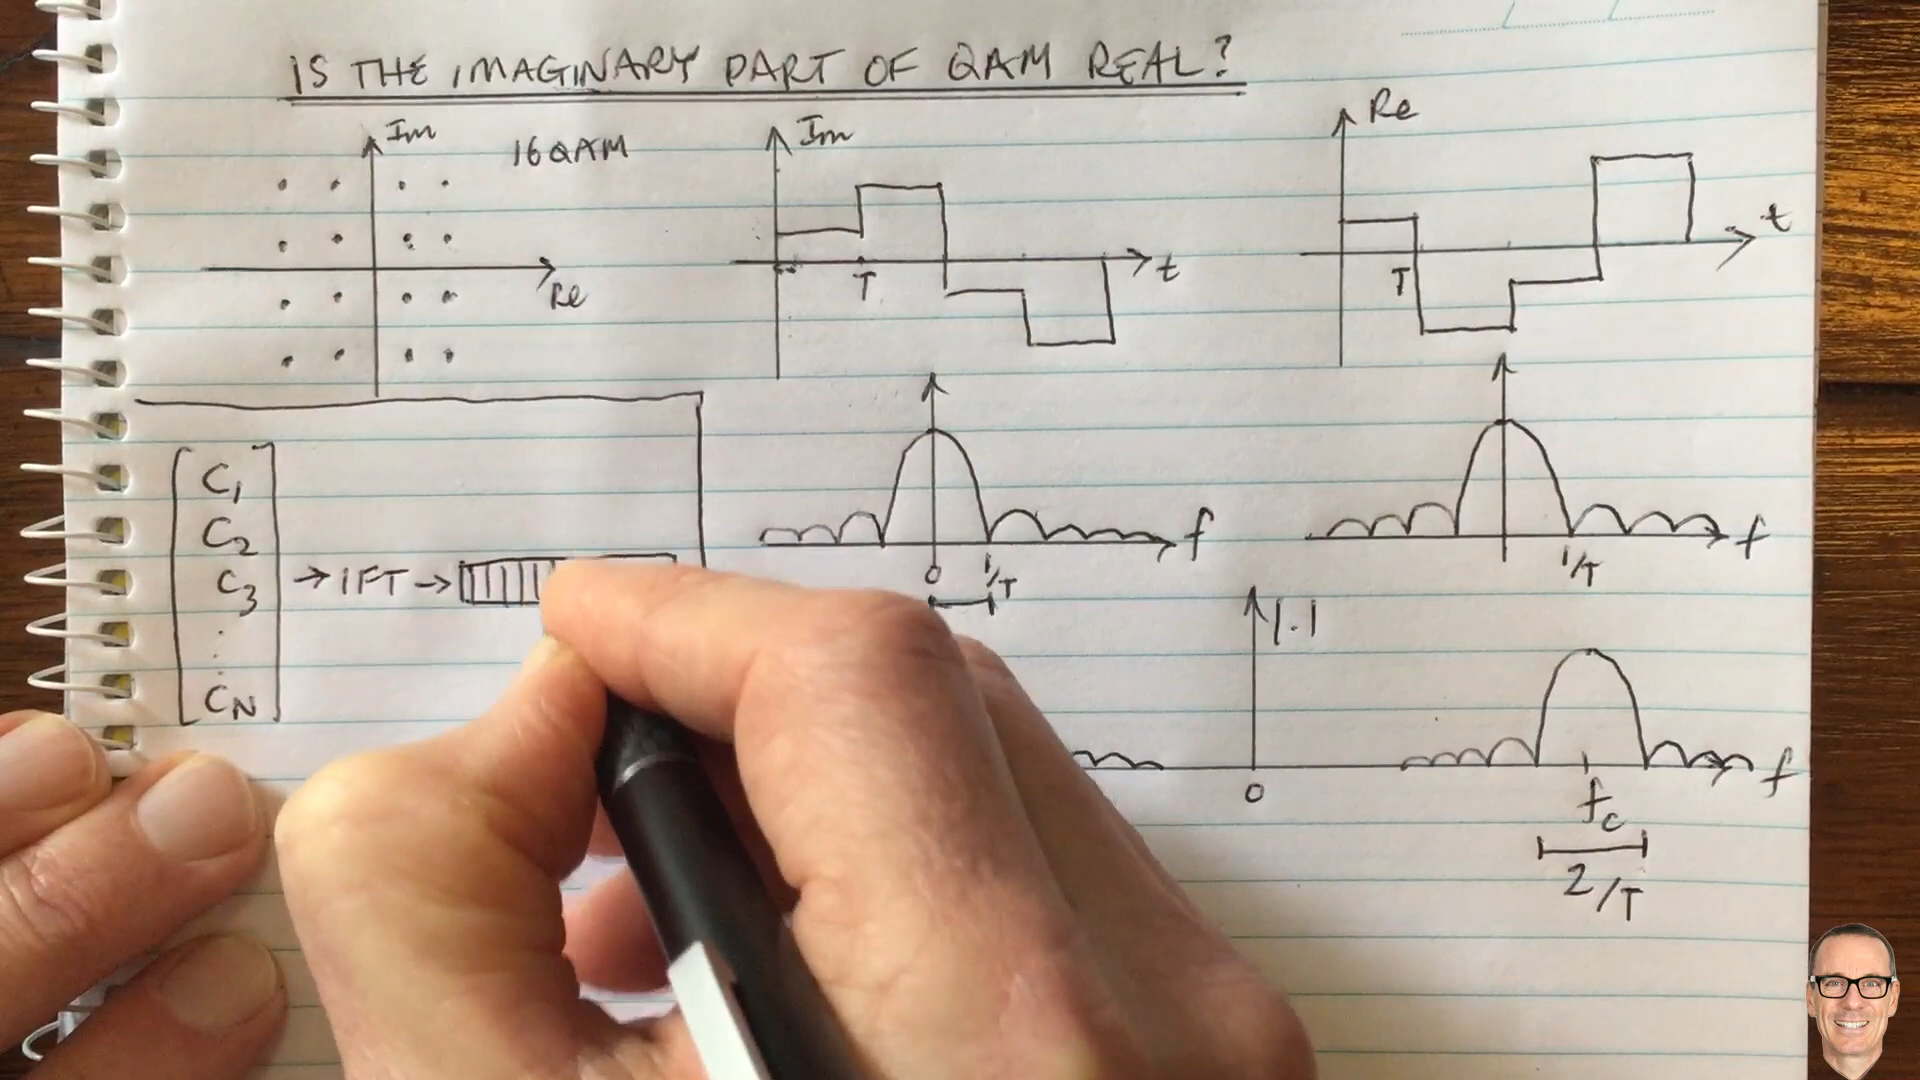 IS THE IMAGINARY PART OF QAM REAL?
Im
16QAM
Re
Im
T
t
Re
T
t
C1
C2
C3
⋮
CN
→ IFT →
0
1/T
f
1/T
f
|.|
0
fc
f
2/T